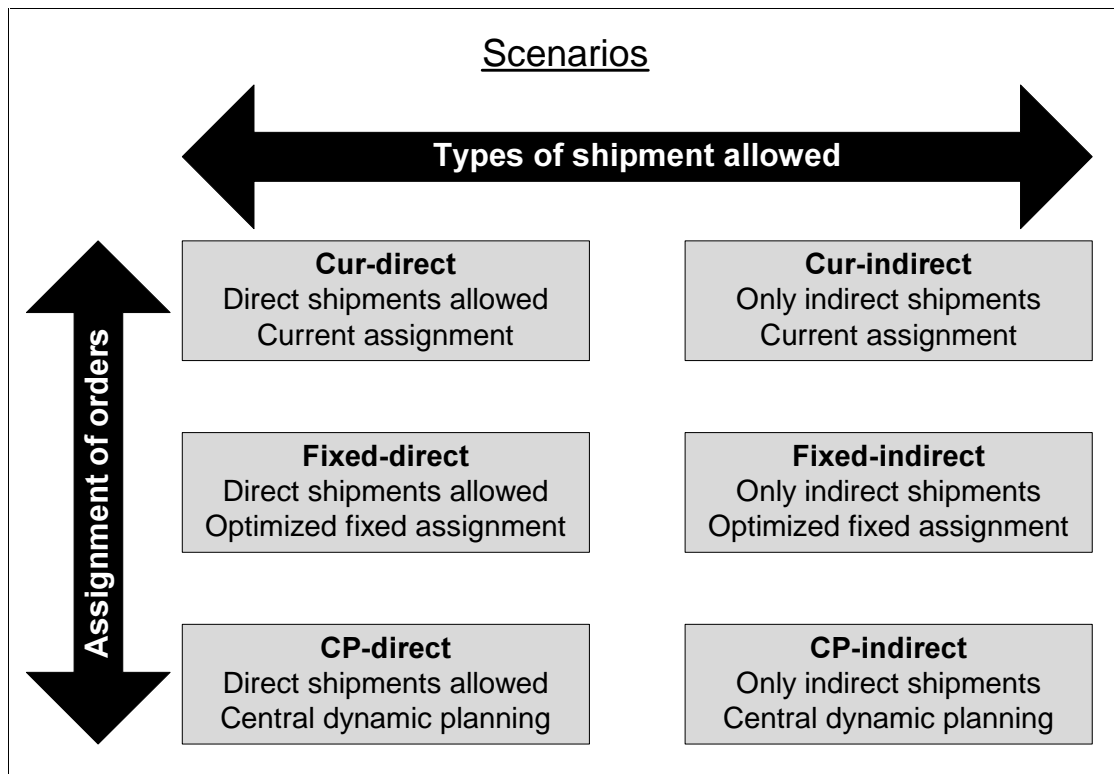 Scenarios
Types of shipment allowed
Assignment of orders
Cur-direct
Direct shipments allowed
Current assignment
Cur-indirect
Only indirect shipments
Current assignment
Fixed-direct
Direct shipments allowed
Optimized fixed assignment
Fixed-indirect
Only indirect shipments
Optimized fixed assignment
CP-direct
Direct shipments allowed
Central dynamic planning
CP-indirect
Only indirect shipments
Central dynamic planning